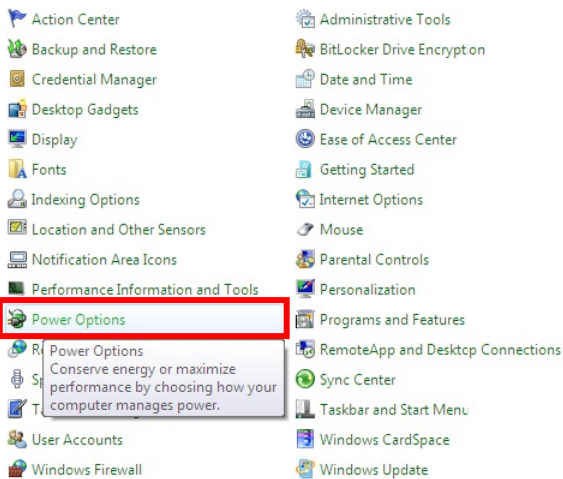 Action Center
Administrative Tools
Backup and Restore
BitLocker Drive Encrypt on
Credential Manager
Date and Time
Desktop Gadgets
Device Manager
Display
Ease of Access Center
Fonts
Getting Started
Indexing Options
Internet Options
Location and Other Sensors
Mouse
Notification Area Icons
Parental Controls
Performance Information and Tools
Personalization
Power Options
Programs and Features
Power Options
Conserve energy or maximize
performance by choosing how your
computer manages power.
RemoteApp and Desktop Connections
Sync Center
Taskbar and Start Menu
User Accounts
Windows CardSpace
Windows Firewall
Windows Update